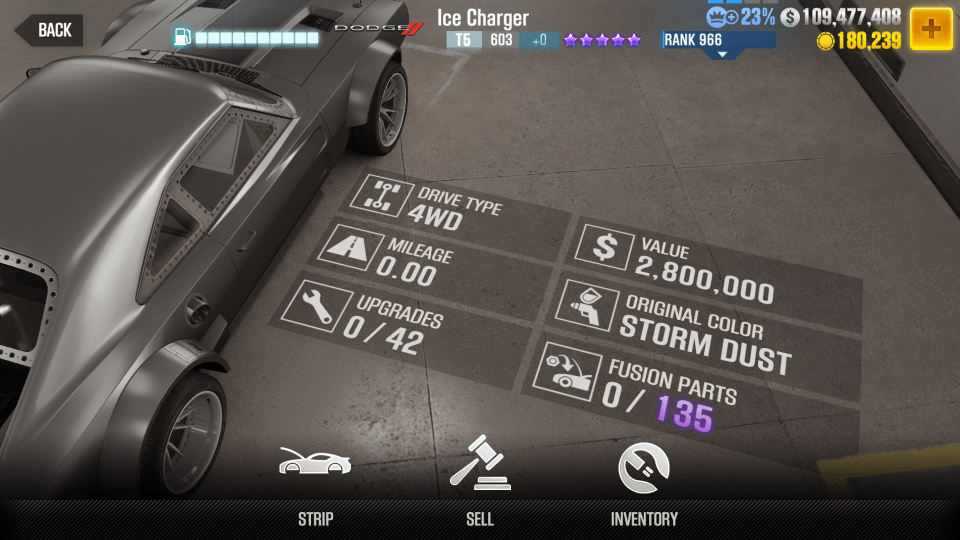 BACK
DODGE
Ice Charger
T5 603 +0
RANK 966
23%
$ 109,477,408
180,239
+
DRIVE TYPE
4WD
MILEAGE
0.00
UPGRADES
0 / 42
$ VALUE
2,800,000
ORIGINAL COLOR
STORM DUST
FUSION PARTS
0 / 135
STRIP
SELL
INVENTORY